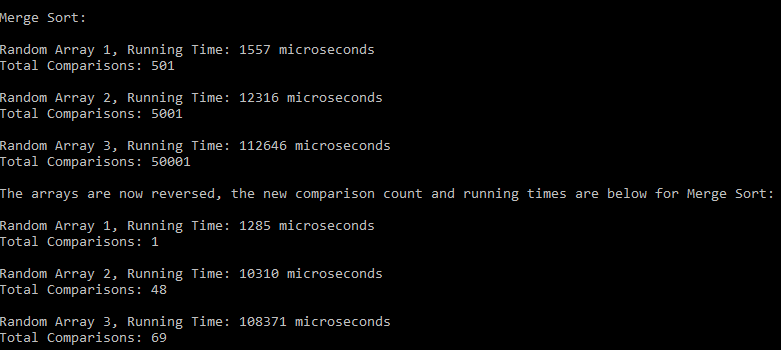 Merge Sort:
Random Array 1, Running Time: 1557 microseconds
Total Comparisons: 501
Random Array 2, Running Time: 12316 microseconds
Total Comparisons: 5001
Random Array 3, Running Time: 112646 microseconds
Total Comparisons: 50001
The arrays are now reversed, the new comparison count and running times are below for Merge Sort:
Random Array 1, Running Time: 1285 microseconds
Total Comparisons: 1
Random Array 2, Running Time: 10310 microseconds
Total Comparisons: 48
Random Array 3, Running Time: 108371 microseconds
Total Comparisons: 69